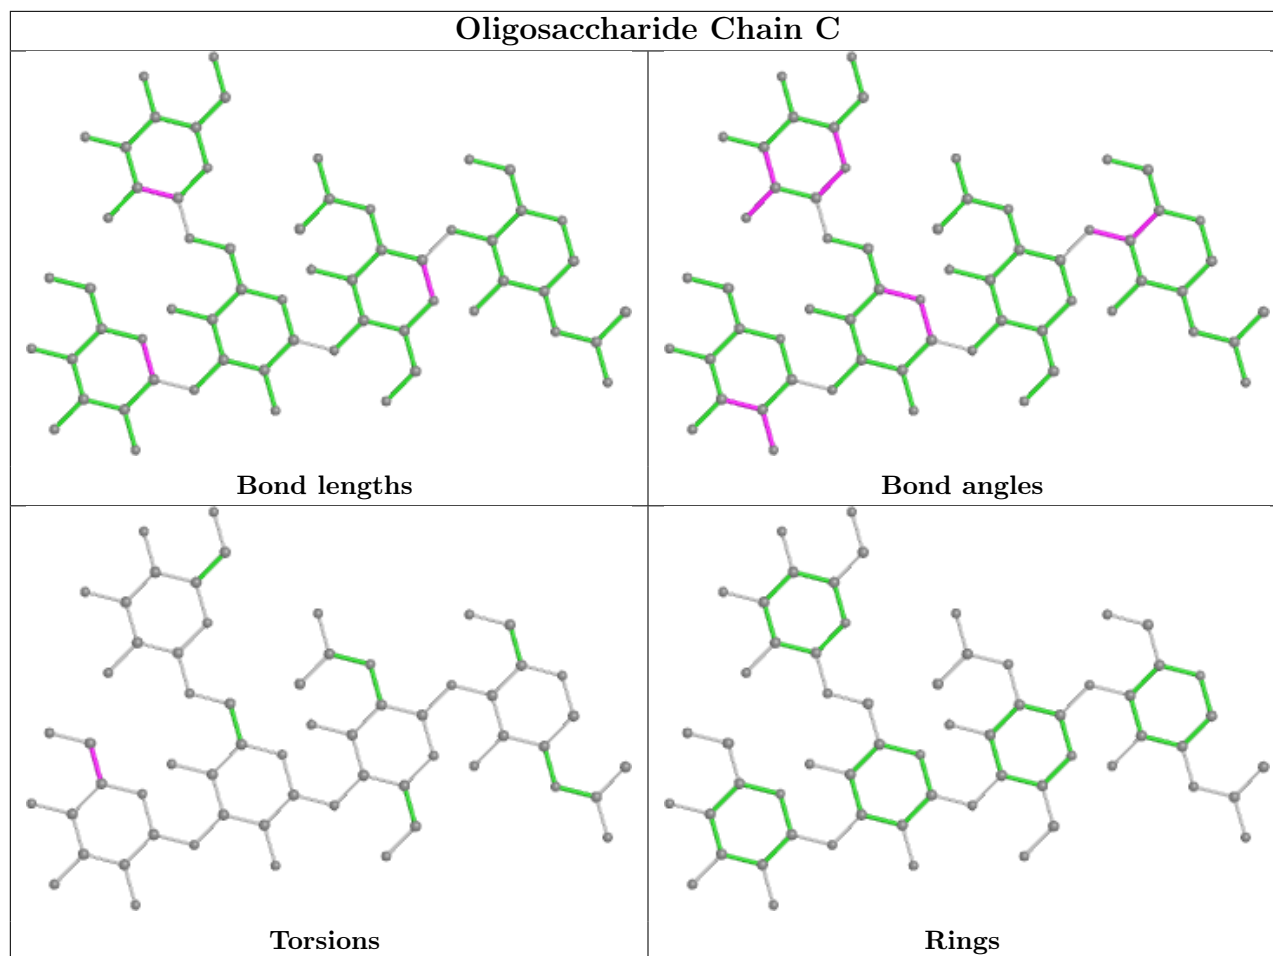 Oligosaccharide Chain C
Bond lengths
Bond angles
Torsions
Rings